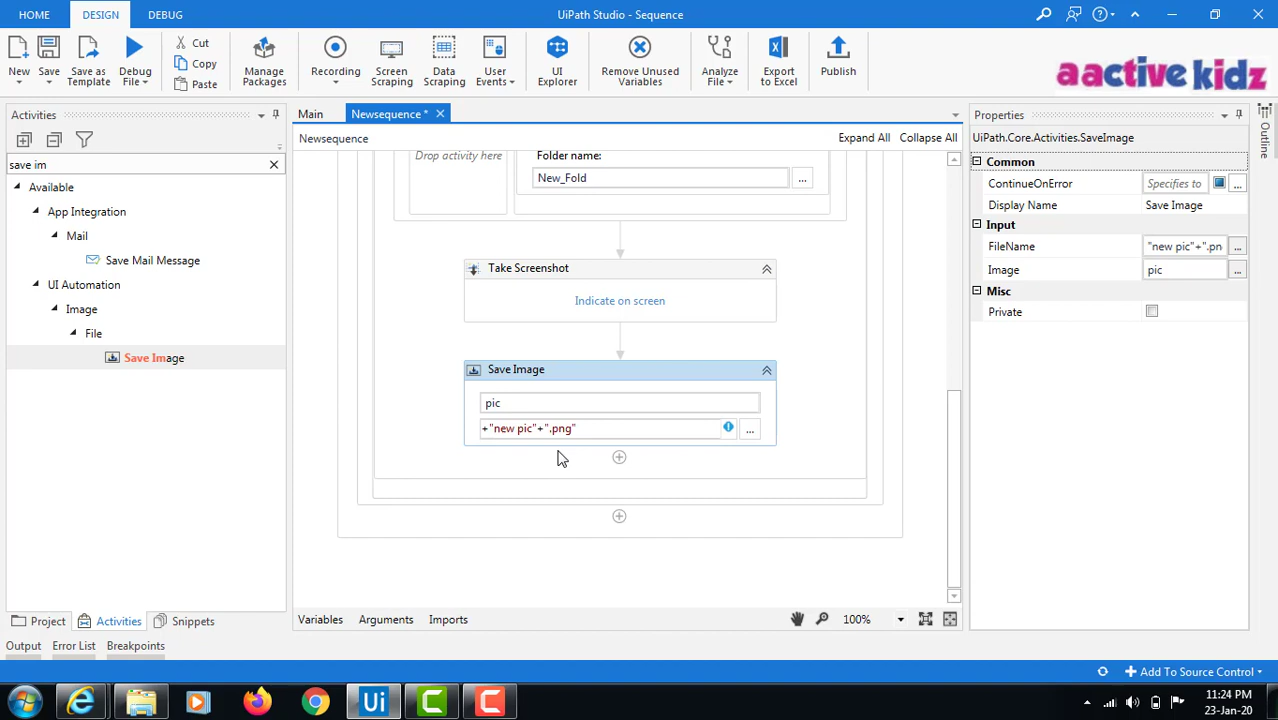 HOME DESIGN DEBUG UiPath Studio - Sequence
New Save Save as Template Debug File Cut Copy Paste Manage Packages Recording Screen Scraping Data Scraping User Events UI Explorer Remove Unused Variables Analyze File Export to Excel Publish aactive kidz
Activities Main Newsequence * Properties Outline
save im Newsequence Expand All Collapse All UiPath.Core.Activities.SaveImage
Available
App Integration
Mail
Save Mail Message
UI Automation
Image
File
Save Image
Drop activity here Folder name:
New_Fold ...
Take Screenshot
Indicate on screen
Save Image
pic
+"new pic"+".png" ...
Common
ContinueOnError Specifies to ...
Display Name Save Image
Input
FileName "new pic"+".pn ...
Image pic ...
Misc
Private
Project Activities Snippets Variables Arguments Imports 100%
Output Error List Breakpoints
Add To Source Control
Ui 11:24 PM
23-Jan-20